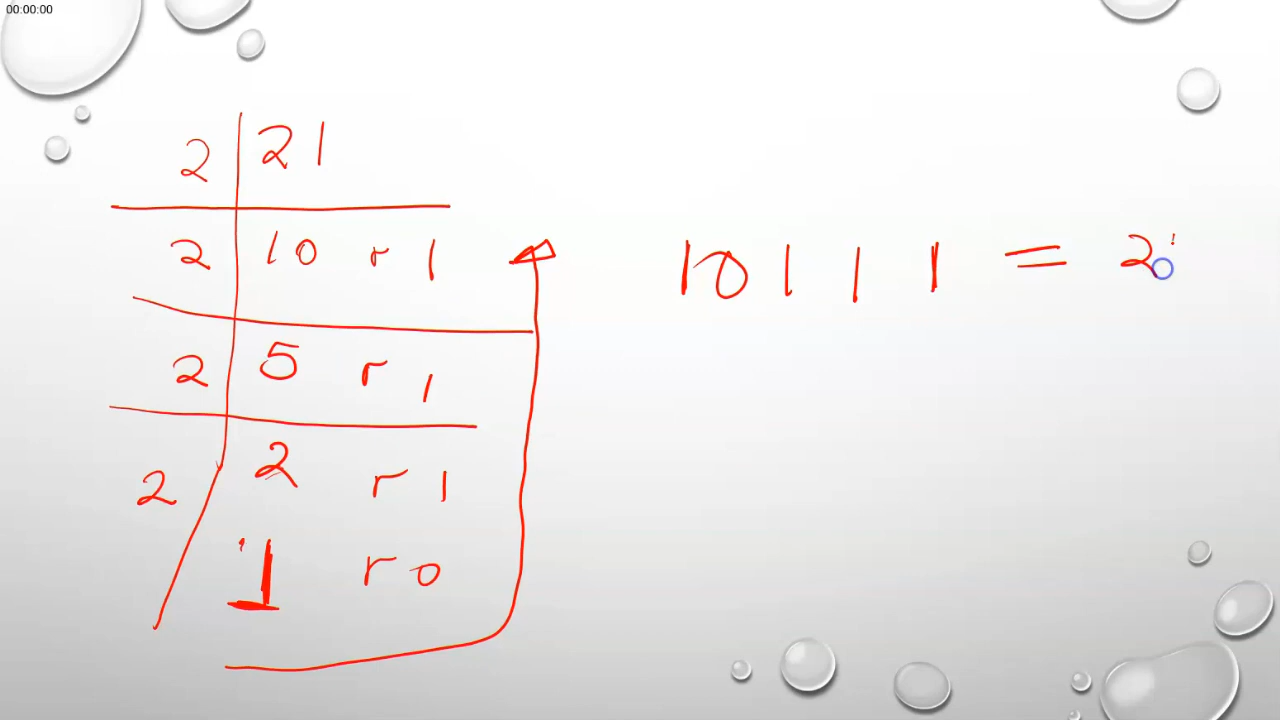 00:00:00
2 21
2 10 r 1
2 5 r 1
2 2 r 1
1 r 0
10111 = 2